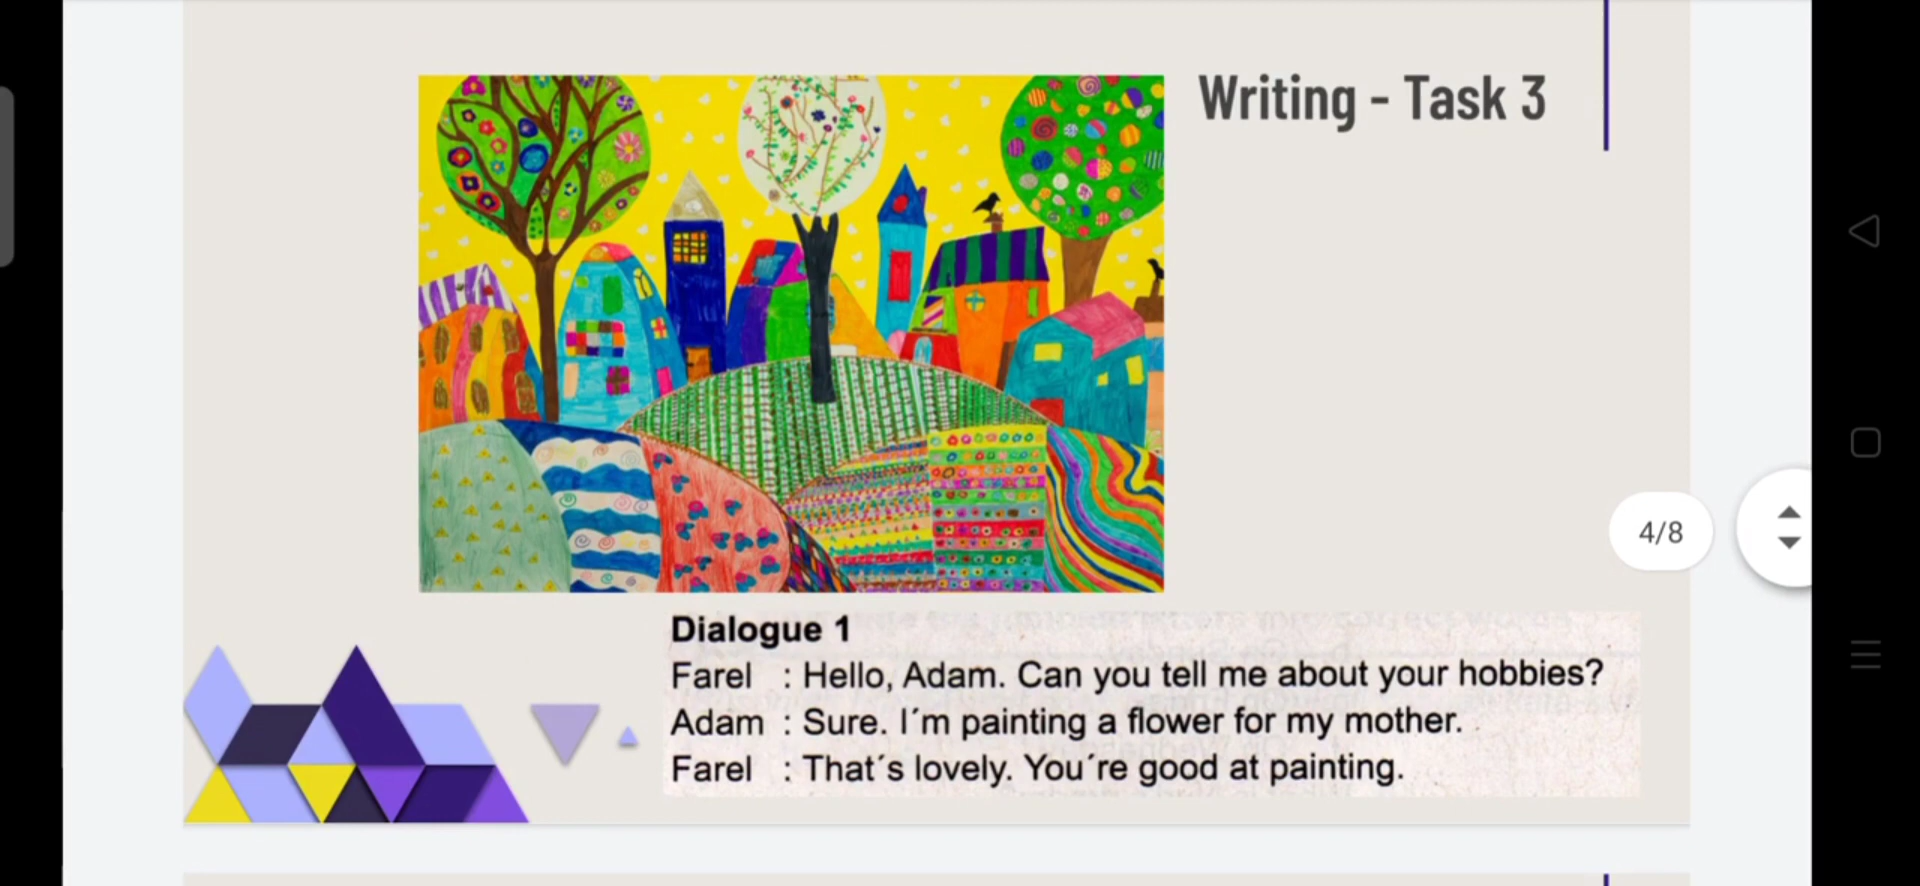 Writing - Task 3
4/8
Dialogue 1
Farel : Hello, Adam. Can you tell me about your hobbies?
Adam : Sure. I´m painting a flower for my mother.
Farel : That´s lovely. You´re good at painting.